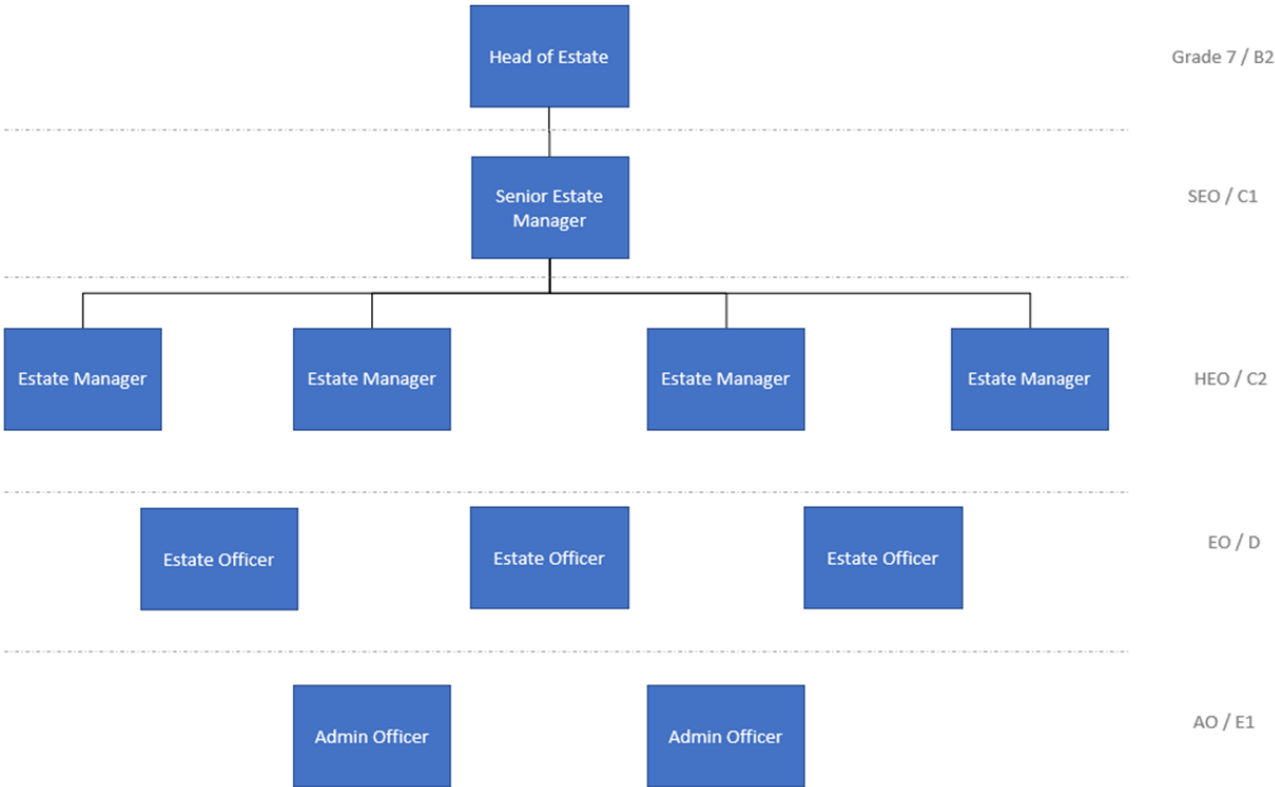 Head of Estate
Grade 7 / B2
Senior Estate
Manager
SEO / C1
Estate Manager
Estate Manager
Estate Manager
Estate Manager
HEO / C2
Estate Officer
Estate Officer
Estate Officer
EO / D
Admin Officer
Admin Officer
AO / E1